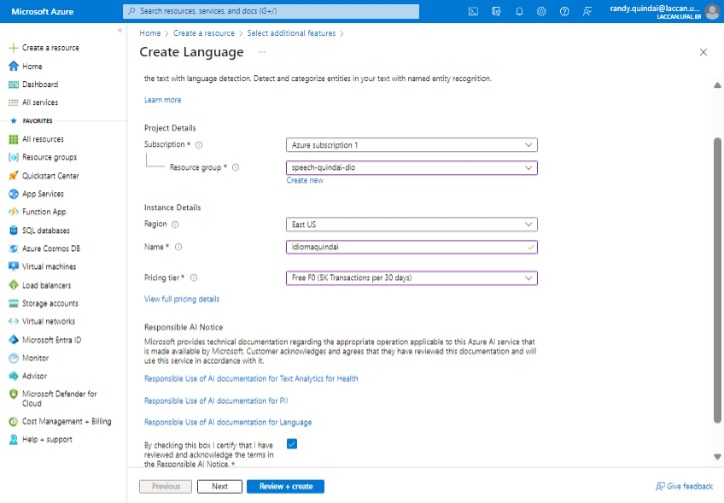 Microsoft Azure
Search resources, services, and docs (G+/)
randy.quindai@laccan.u...
LACCAN.UFAL.BR
Create a resource
Home
Dashboard
All services
FAVORITES
All resources
Resource groups
Quickstart Center
App Services
Function App
SQL databases
Azure Cosmos DB
Virtual machines
Load balancers
Storage accounts
Virtual networks
Microsoft Entra ID
Monitor
Advisor
Microsoft Defender for
Cloud
Cost Management + Billing
Help + support
Home > Create a resource > Select additional features >
Create Language ...
the text with language detection. Detect and categorize entities in your text with named entity recognition.
Learn more
Project Details
Subscription * Azure subscription 1
Resource group * speech-quindai-dio
Create new
Instance Details
Region East US
Name * idiomaquindai
Pricing tier * Free F0 (5K Transactions per 30 days)
View full pricing details
Responsible AI Notice
Microsoft provides technical documentation regarding the appropriate operation applicable to this Azure AI service that
is made available by Microsoft. Customer acknowledges and agrees that they have reviewed this documentation and will
use this service in accordance with it.
Responsible Use of AI documentation for Text Analytics for Health
Responsible Use of AI documentation for PII
Responsible Use of AI documentation for Language
By checking this box I certify that I have
reviewed and acknowledge the terms in
the Responsible AI Notice. *
Previous Next Review + create
Give feedback